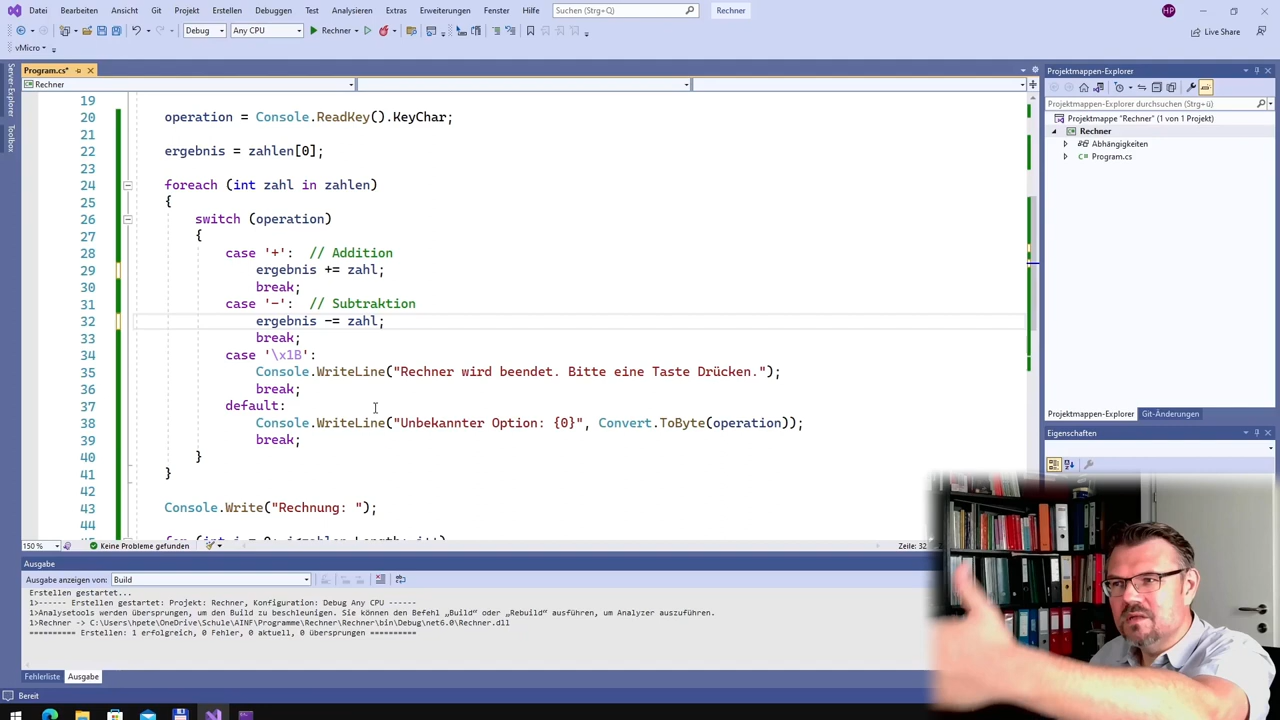 Datei Bearbeiten Ansicht Git Projekt Erstellen Debuggen Test Analysieren Extras Erweiterungen Fenster Hilfe Suchen (Strg+Q) Rechner HP
Debug Any CPU Rechner Live Share
vMicro
Program.cs*
Rechner
Server-Explorer
Toolbox
19
20 operation = Console.ReadKey().KeyChar;
21
22 ergebnis = zahlen[0];
23
24 foreach (int zahl in zahlen)
25 {
26 switch (operation)
27 {
28 case '+': // Addition
29 ergebnis += zahl;
30 break;
31 case '-': // Subtraktion
32 ergebnis -= zahl;
33 break;
34 case '\x1B':
35 Console.WriteLine("Rechner wird beendet. Bitte eine Taste Drücken.");
36 break;
37 default:
38 Console.WriteLine("Unbekannter Option: {0}", Convert.ToByte(operation));
39 break;
40 }
41 }
42
43 Console.Write("Rechnung: ");
44
150 % Keine Probleme gefunden Zeile: 32
Ausgabe
Ausgabe anzeigen von: Build
Erstellen gestartet...
1>------ Erstellen gestartet: Projekt: Rechner, Konfiguration: Debug Any CPU ------
1>Analysetools werden übersprungen, um den Build zu beschleunigen. Sie können den Befehl „Build“ oder „Rebuild“ ausführen, um Analyzer auszuführen.
1>Rechner -> C:\Users\hpete\OneDrive\Schule\AINF\Programme\Rechner\Rechner\bin\Debug\net6.0\Rechner.dll
========== Erstellen: 1 erfolgreich, 0 Fehler, 0 aktuell, 0 übersprungen ==========
Fehlerliste Ausgabe
Bereit
Projektmappen-Explorer
Projektmappen-Explorer durchsuchen (Strg+ü)
Projektmappe "Rechner" (1 von 1 Projekt)
Rechner
Abhängigkeiten
Program.cs
Projektmappen-Explorer Git-Änderungen
Eigenschaften